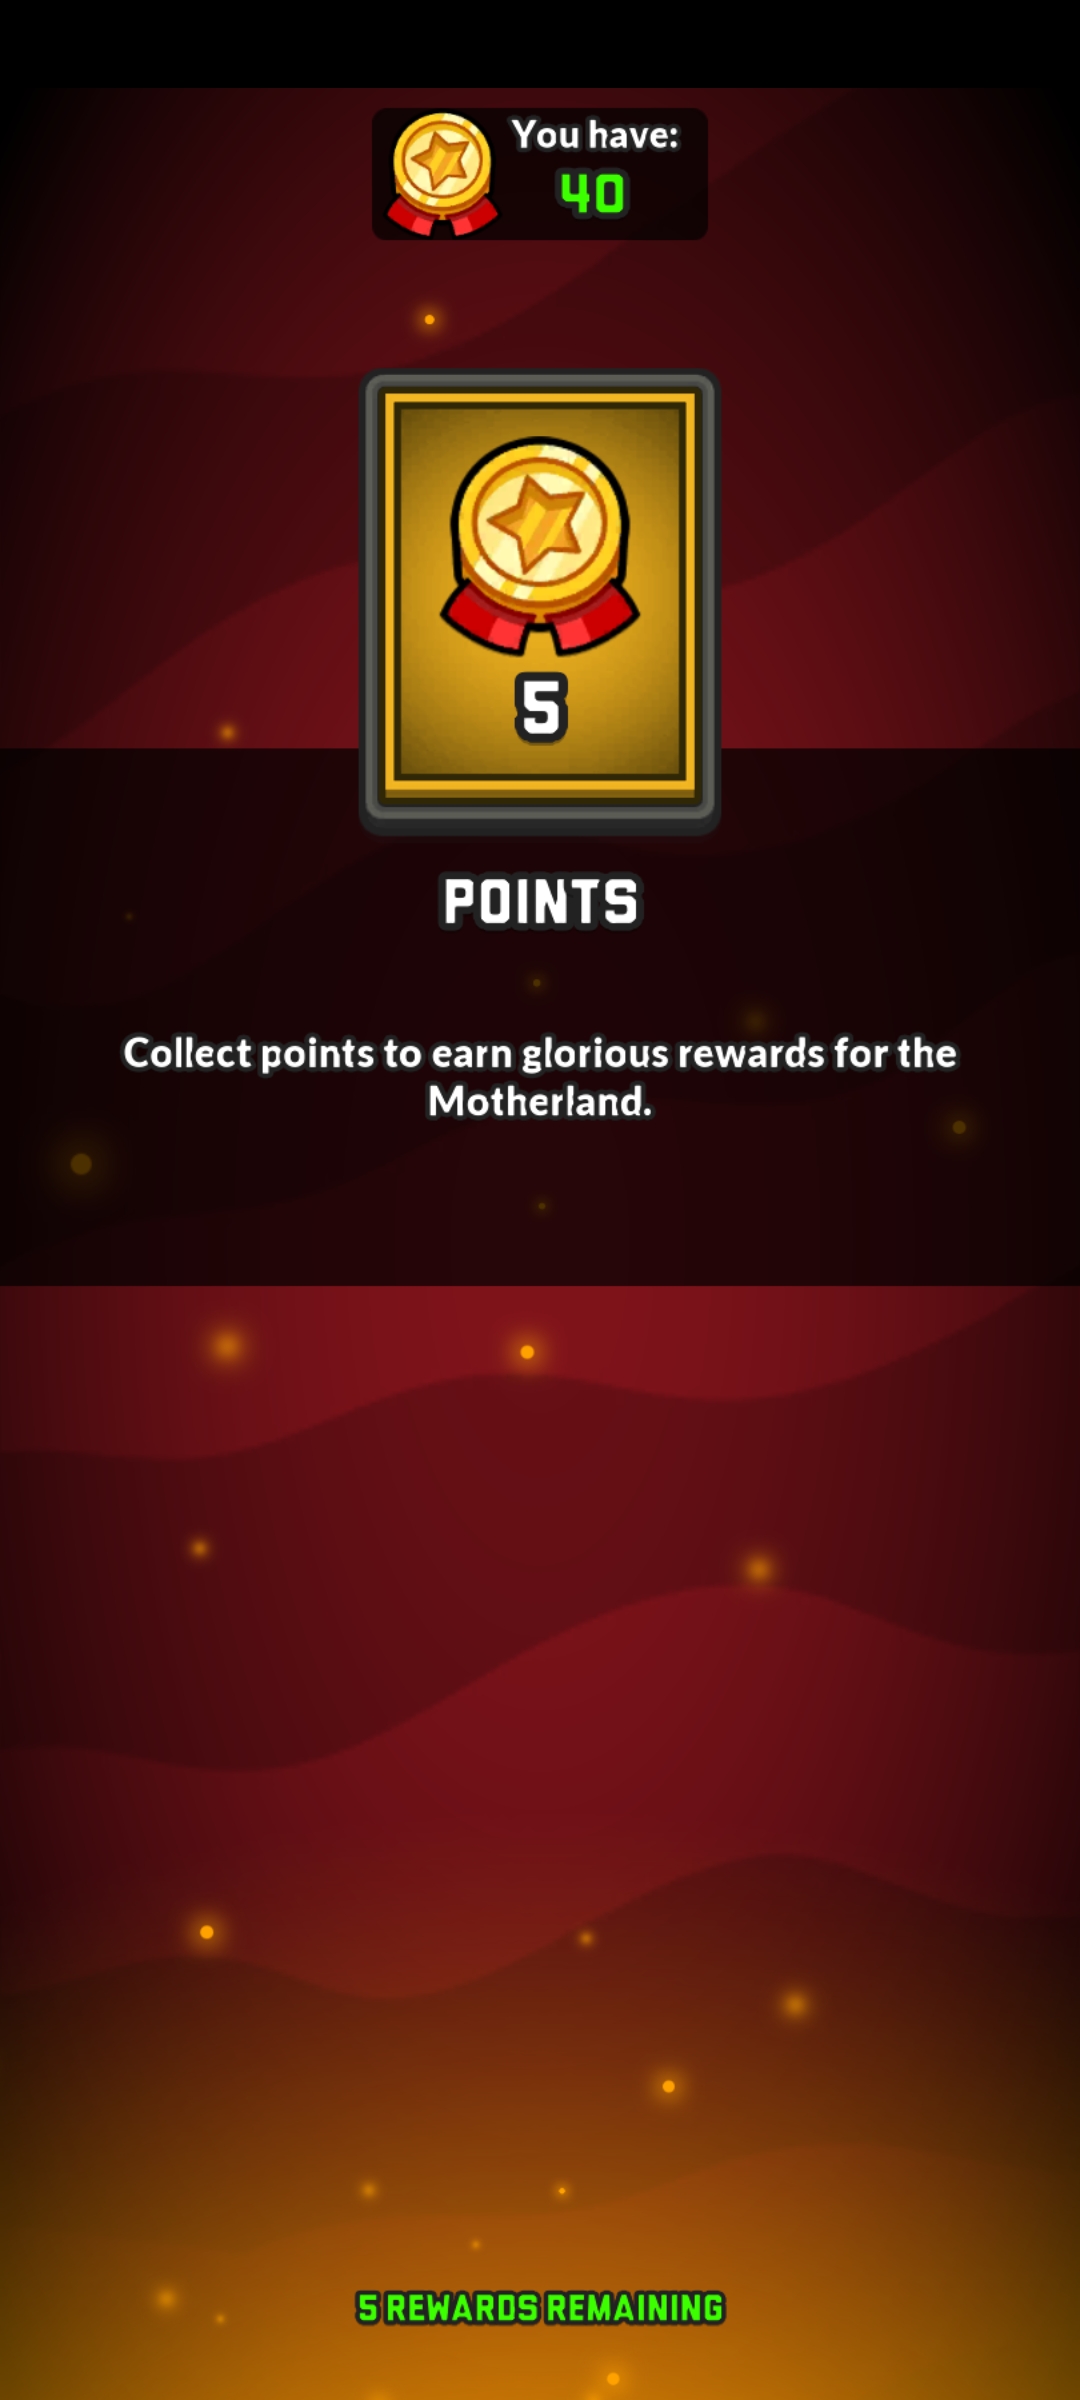 You have:
40
5
POINTS
Collect points to earn glorious rewards for the
Motherland.
5 REWARDS REMAINING